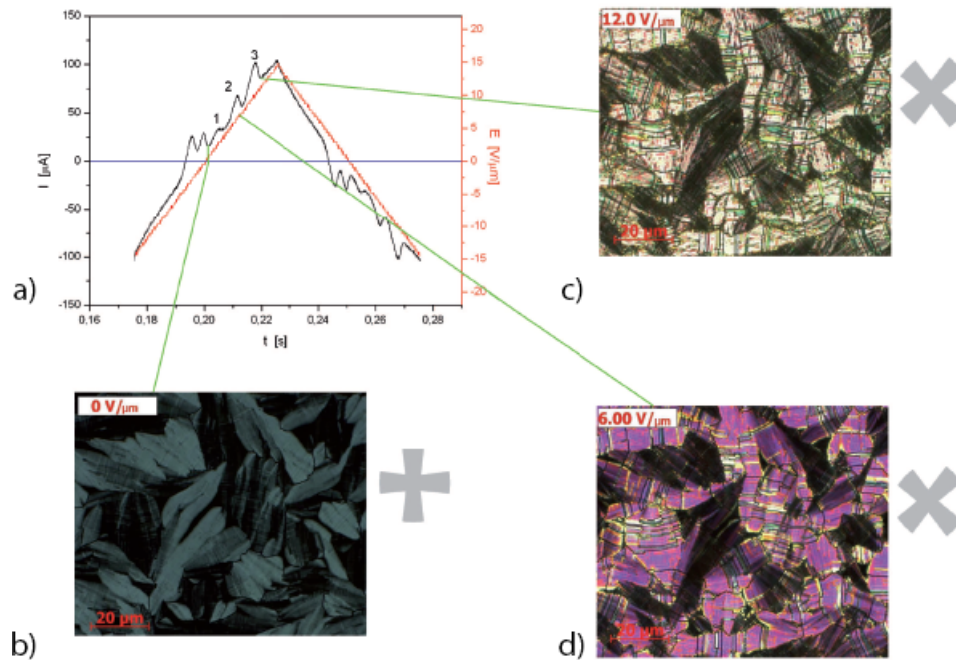 150
100
50
0
-50
-100
-150
I [µA]
1
2
3
20
15
10
5
0
-5
-10
-15
-20
E [V/µm]
0,16
0,18
0,20
0,22
0,24
0,26
0,28
t [s]
a)
12.0 V/µm
20 µm
c)
0 V/µm
20 µm
b)
6.00 V/µm
20 µm
d)